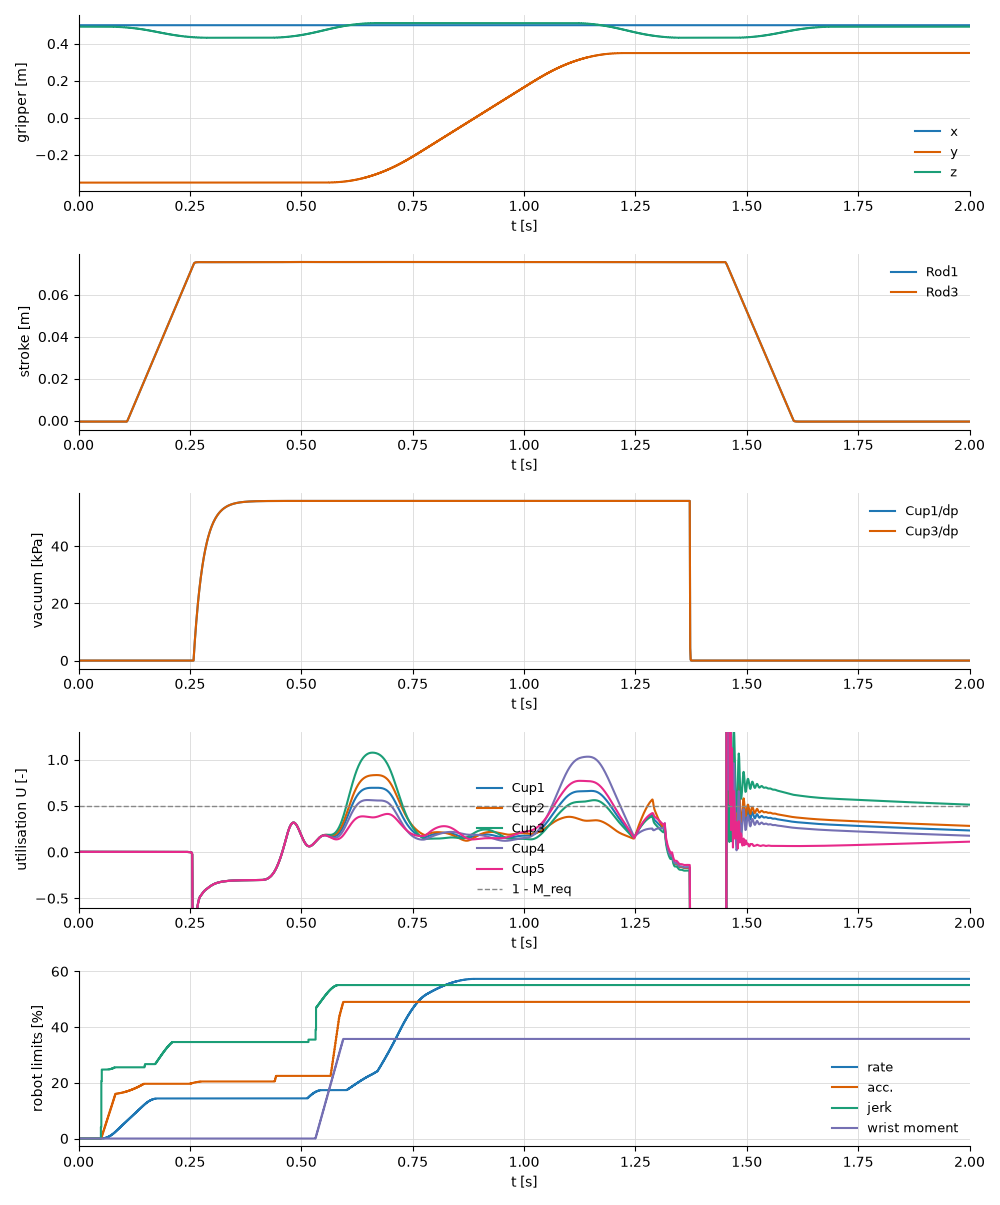 gripper [m]
0.4
0.2
0.0
−0.2
x
y
z
0.00 0.25 0.50 0.75 1.00 1.25 1.50 1.75 2.00
t [s]
stroke [m]
0.06
0.04
0.02
0.00
Rod1
Rod3
0.00 0.25 0.50 0.75 1.00 1.25 1.50 1.75 2.00
t [s]
vacuum [kPa]
40
20
0
Cup1/dp
Cup3/dp
0.00 0.25 0.50 0.75 1.00 1.25 1.50 1.75 2.00
t [s]
utilisation U [-]
1.0
0.5
0.0
−0.5
Cup1
Cup2
Cup3
Cup4
Cup5
1 - M_req
0.00 0.25 0.50 0.75 1.00 1.25 1.50 1.75 2.00
t [s]
robot limits [%]
60
40
20
0
rate
acc.
jerk
wrist moment
0.00 0.25 0.50 0.75 1.00 1.25 1.50 1.75 2.00
t [s]